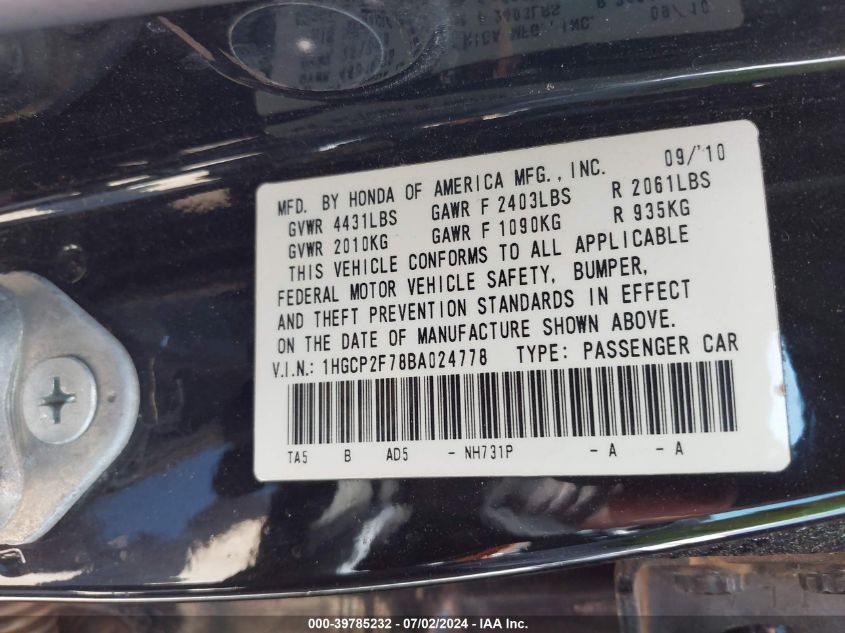 MFD. BY HONDA OF AMERICA MFG., INC. 09/'10
GVWR 4431LBS GAWR F 2403LBS R 2061LBS
GVWR 2010KG GAWR F 1090KG R 935KG
THIS VEHICLE CONFORMS TO ALL APPLICABLE
FEDERAL MOTOR VEHICLE SAFETY, BUMPER,
AND THEFT PREVENTION STANDARDS IN EFFECT
ON THE DATE OF MANUFACTURE SHOWN ABOVE.
V.I.N.: 1HGCP2F78BA024778 TYPE: PASSENGER CAR
TA5 B AD5 - NH731P - A - A
000-39785232 - 07/02/2024 - IAA Inc.